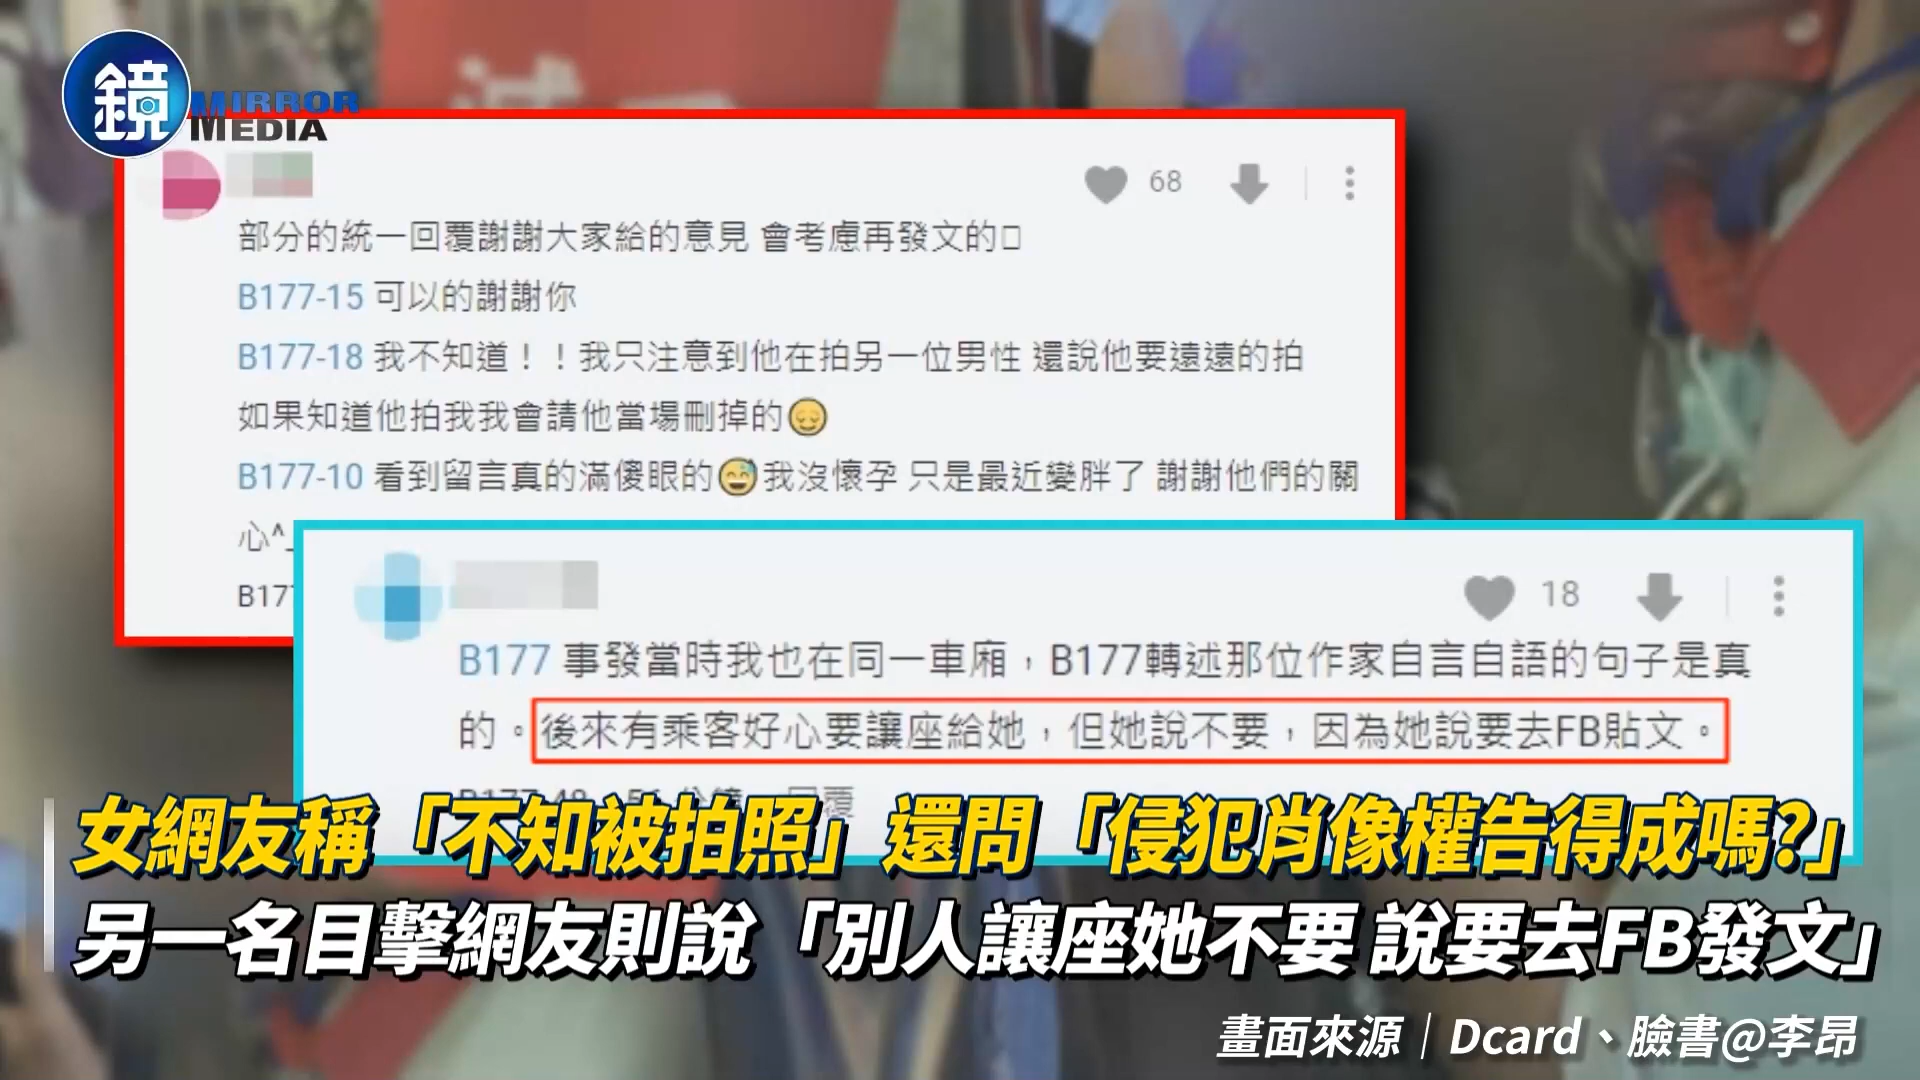 鏡
MIRROR
MEDIA
68
部分的統一回覆謝謝大家給的意見 會考慮再發文的
B177-15 可以的謝謝你
B177-18 我不知道！！我只注意到他在拍另一位男性 還說他要遠遠的拍
如果知道他拍我我會請他當場刪掉的😌
B177-10 看到留言真的滿傻眼的😅我沒懷孕 只是最近變胖了 謝謝他們的關
心^_
B177
18
B177 事發當時我也在同一車廂，B177轉述那位作家自言自語的句子是真
的。後來有乘客好心要讓座給她，但她說不要，因為她說要去FB貼文。
女網友稱「不知被拍照」還問「侵犯肖像權告得成嗎?」
另一名目擊網友則說「別人讓座她不要 說要去FB發文」
畫面來源｜Dcard、臉書@李昂